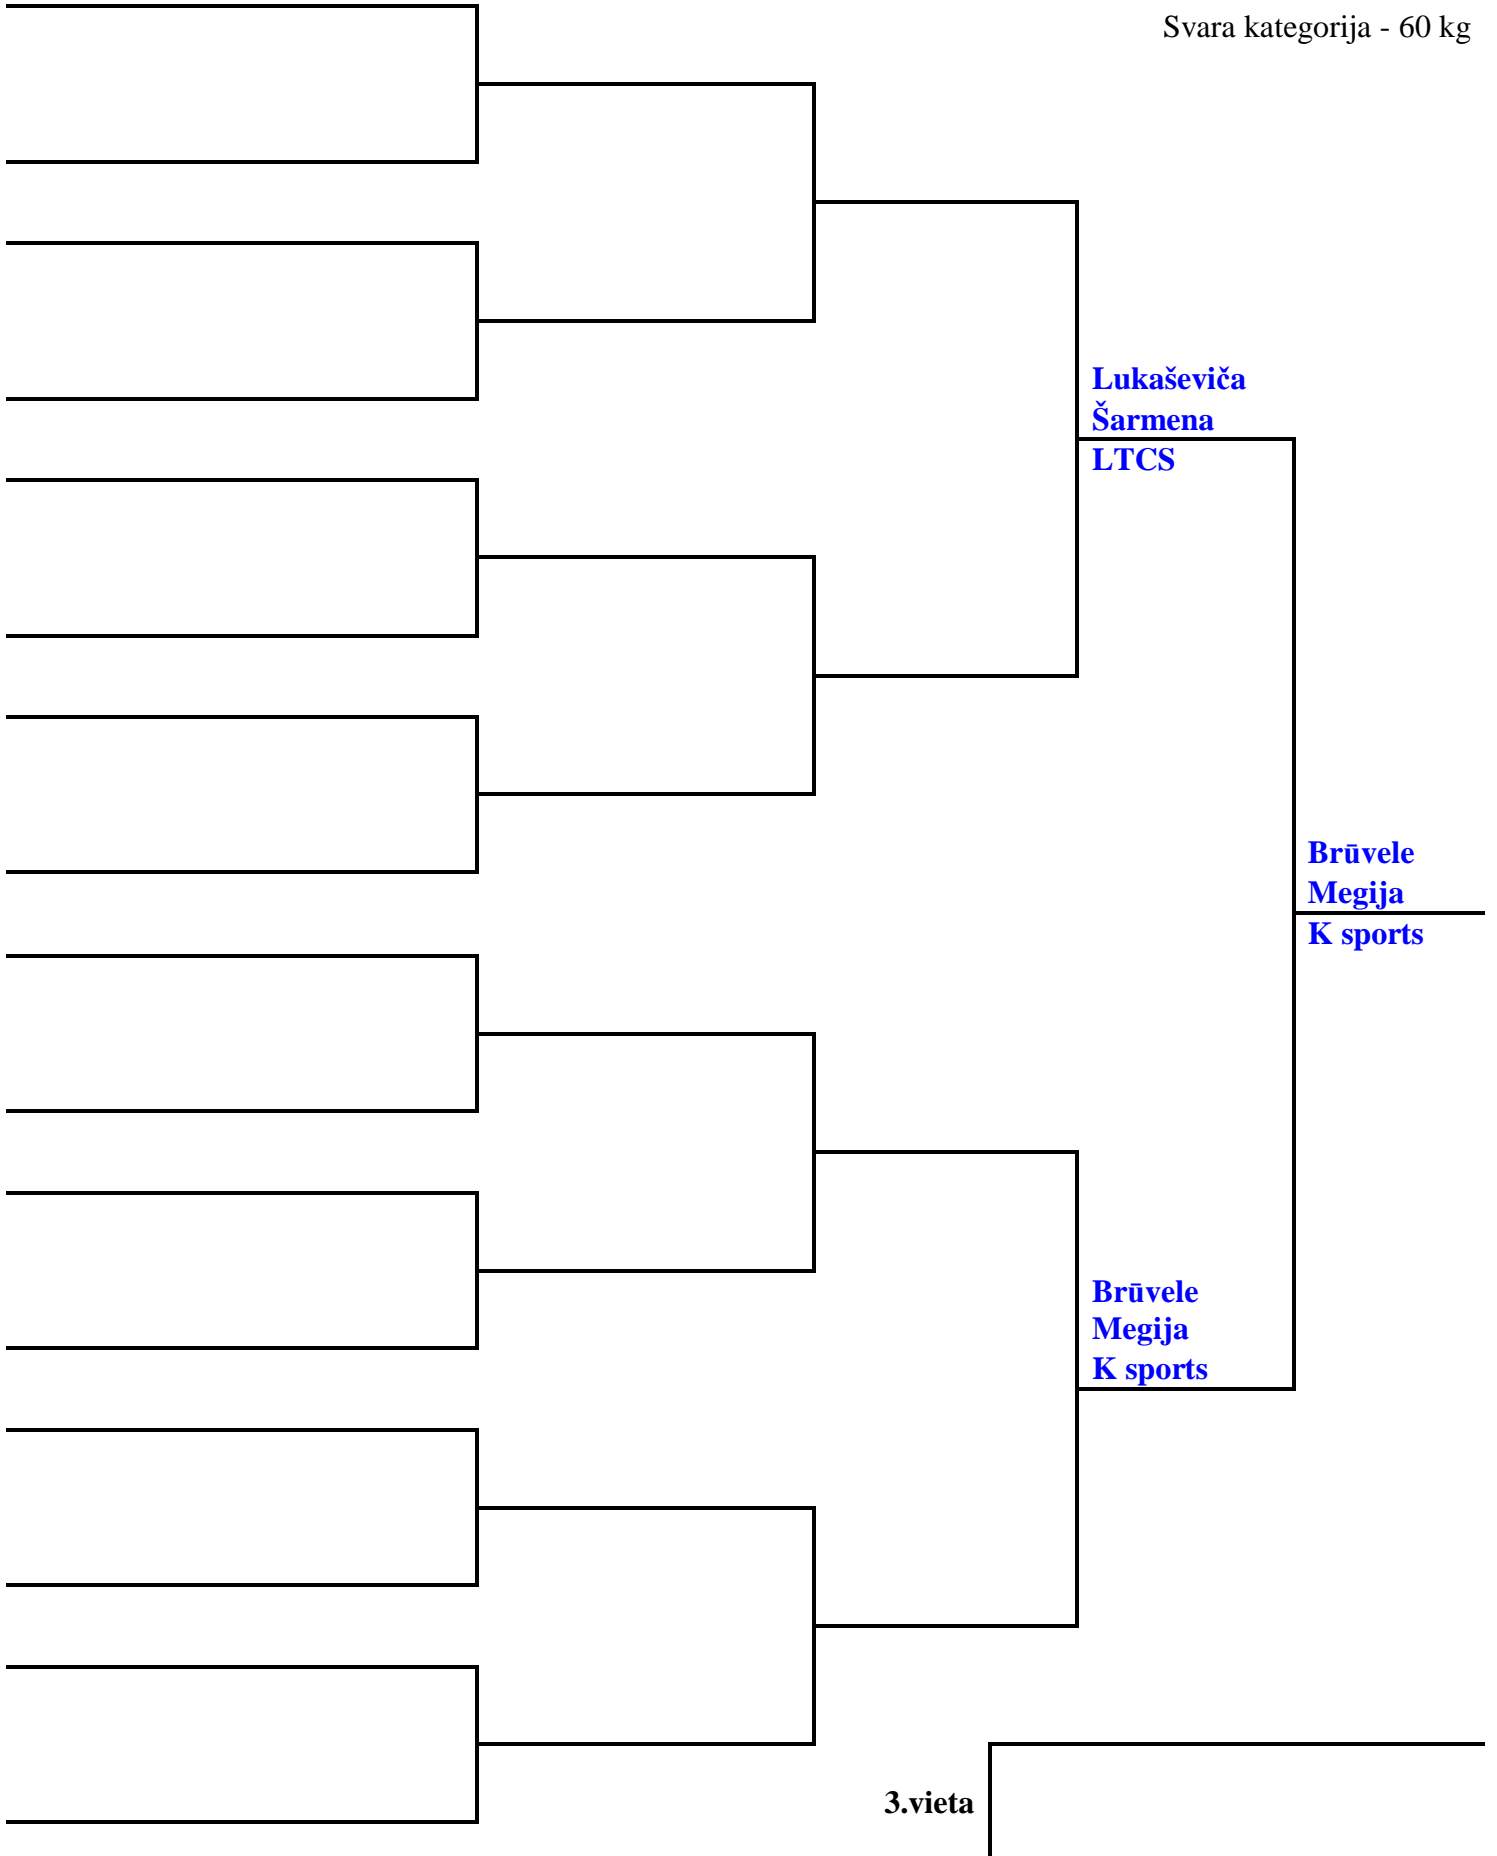 Svara kategorija - 60 kg
Lukaševiča
Šarmena
LTCS
Brūvele
Megija
K sports
Brūvele
Megija
K sports
3.vieta